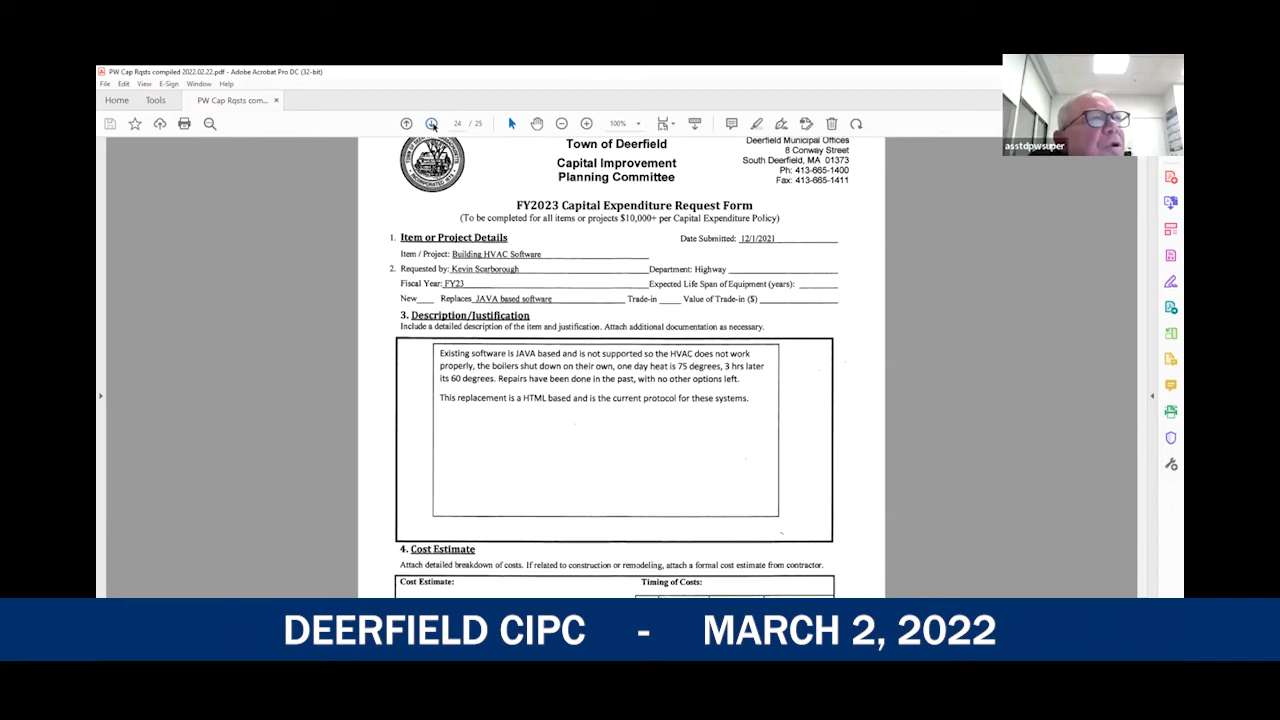 PW Cap Rqsts compiled 2022.02.22.pdf - Adobe Acrobat Pro DC (32-bit)
File Edit View E-Sign Window Help
Home Tools PW Cap Rqsts com... ×
24 / 25 100%
asstdpwsuper
Town of Deerfield
Capital Improvement
Planning Committee
Deerfield Municipal Offices
8 Conway Street
South Deerfield, MA 01373
Ph: 413-665-1400
Fax: 413-665-1411
FY2023 Capital Expenditure Request Form
(To be completed for all items or projects $10,000+ per Capital Expenditure Policy)
1. Item or Project Details Date Submitted: 12/1/2021
Item / Project: Building HVAC Software
2. Requested by: Kevin Scarborough Department: Highway
Fiscal Year: FY23 Expected Life Span of Equipment (years):
New Replaces JAVA based software Trade-in Value of Trade-in ($)
3. Description/Justification
Include a detailed description of the item and justification. Attach additional documentation as necessary.
Existing software is JAVA based and is not supported so the HVAC does not work
properly, the boilers shut down on their own, one day heat is 75 degrees, 3 hrs later
its 60 degrees. Repairs have been done in the past, with no other options left.
This replacement is a HTML based and is the current protocol for these systems.
4. Cost Estimate
Attach detailed breakdown of costs. If related to construction or remodeling, attach a formal cost estimate from contractor.
Cost Estimate: Timing of Costs:
DEERFIELD CIPC - MARCH 2, 2022